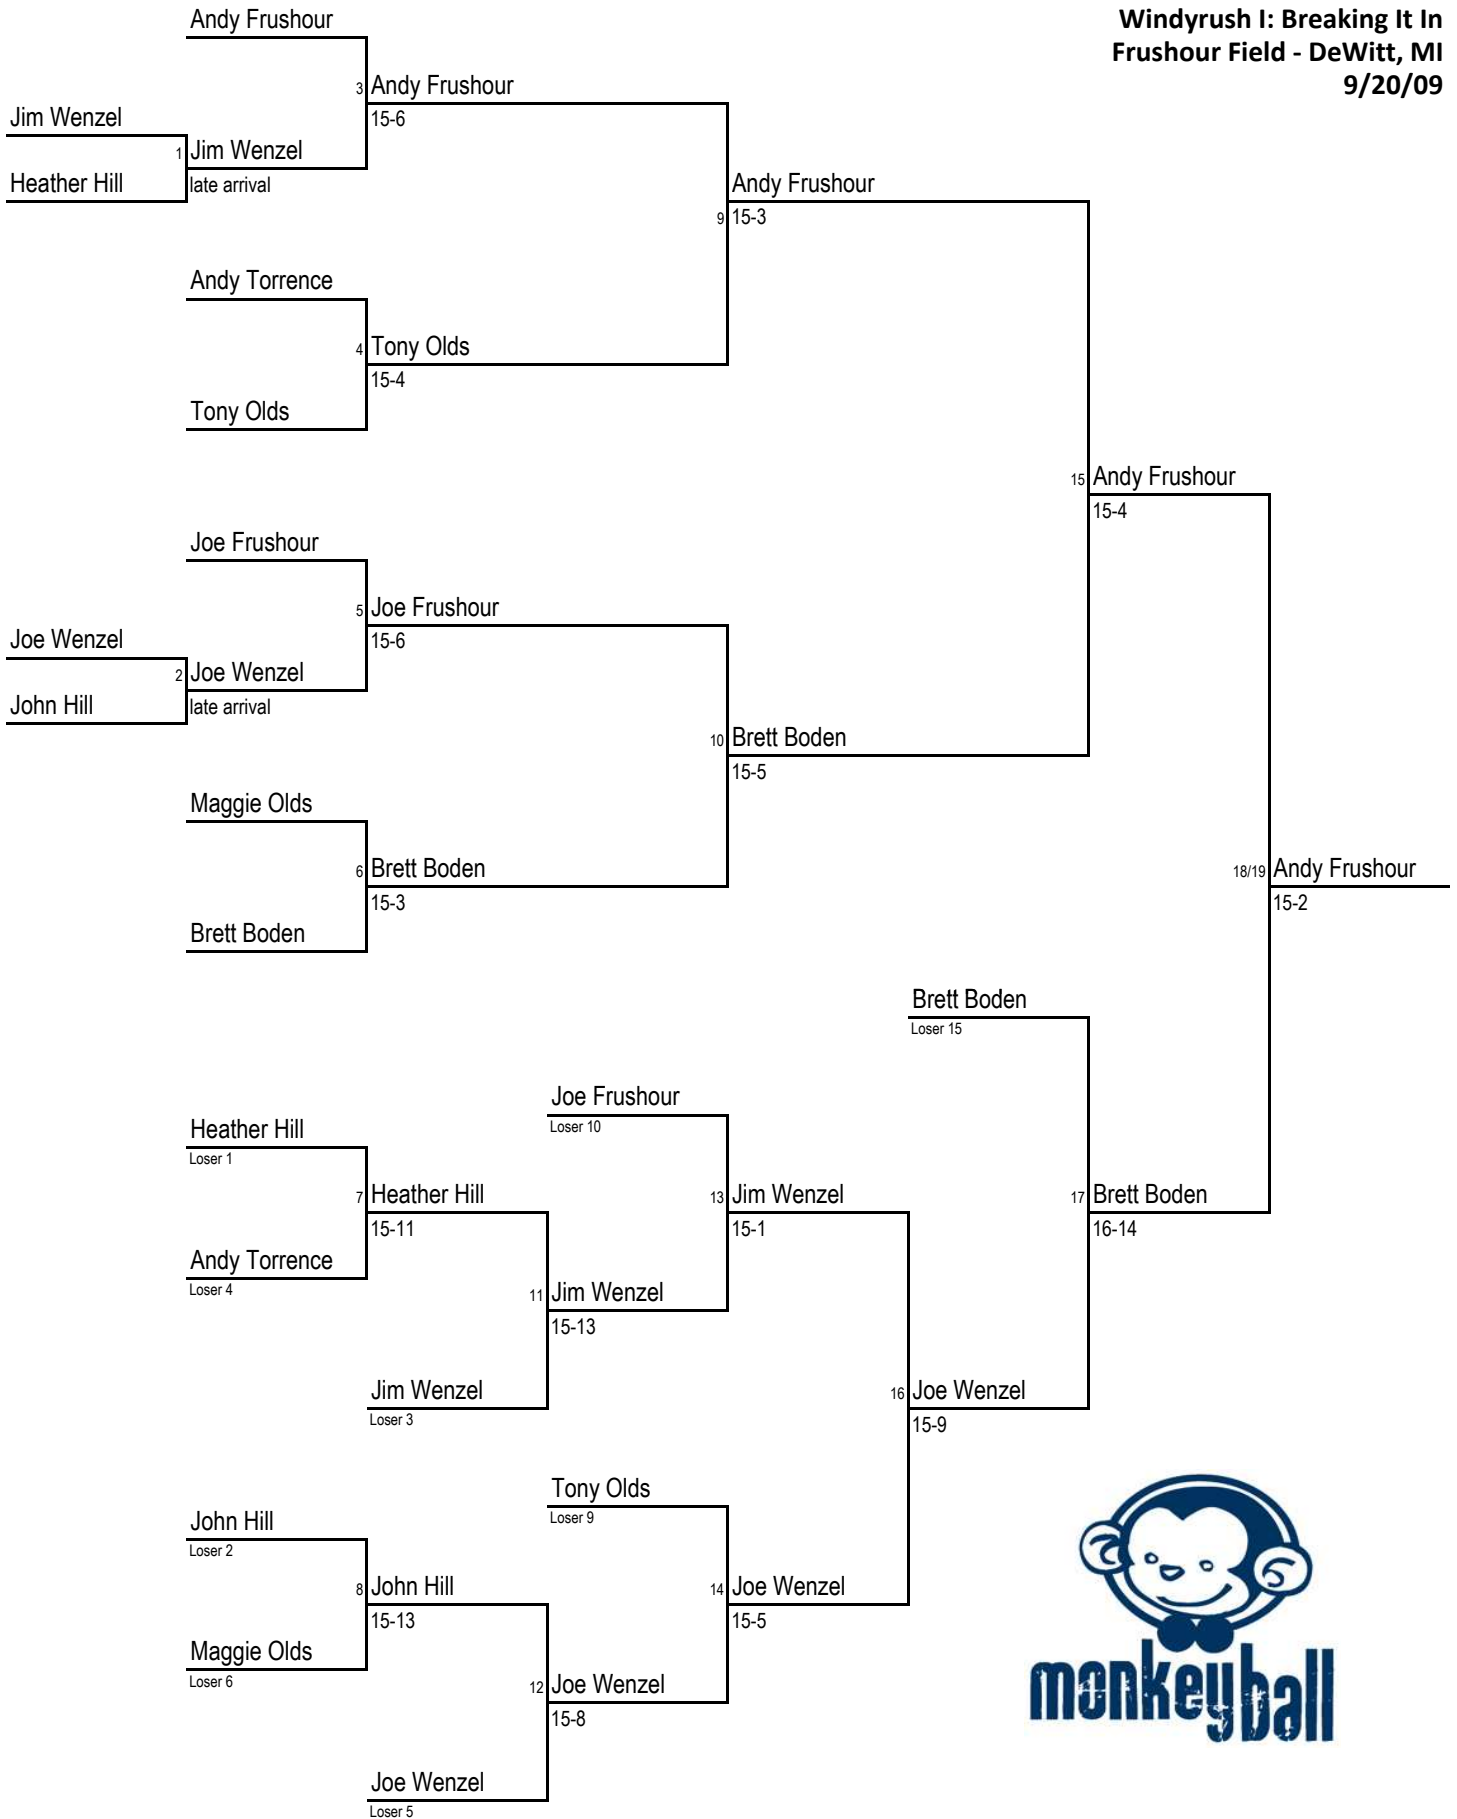 Windyrush I: Breaking It In
Frushour Field - DeWitt, MI
9/20/09
Andy Frushour
3 Andy Frushour
15-6
Jim Wenzel
1 Jim Wenzel
late arrival
Heather Hill
Andy Frushour
9 15-3
Andy Torrence
4 Tony Olds
15-4
Tony Olds
15 Andy Frushour
15-4
Joe Frushour
5 Joe Frushour
15-6
Joe Wenzel
2 Joe Wenzel
late arrival
John Hill
10 Brett Boden
15-5
Maggie Olds
6 Brett Boden
15-3
Brett Boden
18/19 Andy Frushour
15-2
Brett Boden
Loser 15
Joe Frushour
Loser 10
Heather Hill
Loser 1
7 Heather Hill
15-11
13 Jim Wenzel
15-1
17 Brett Boden
16-14
Andy Torrence
Loser 4
11 Jim Wenzel
15-13
Jim Wenzel
Loser 3
16 Joe Wenzel
15-9
Tony Olds
Loser 9
John Hill
Loser 2
8 John Hill
15-13
14 Joe Wenzel
15-5
Maggie Olds
Loser 6
12 Joe Wenzel
15-8
Joe Wenzel
Loser 5
monkeyball